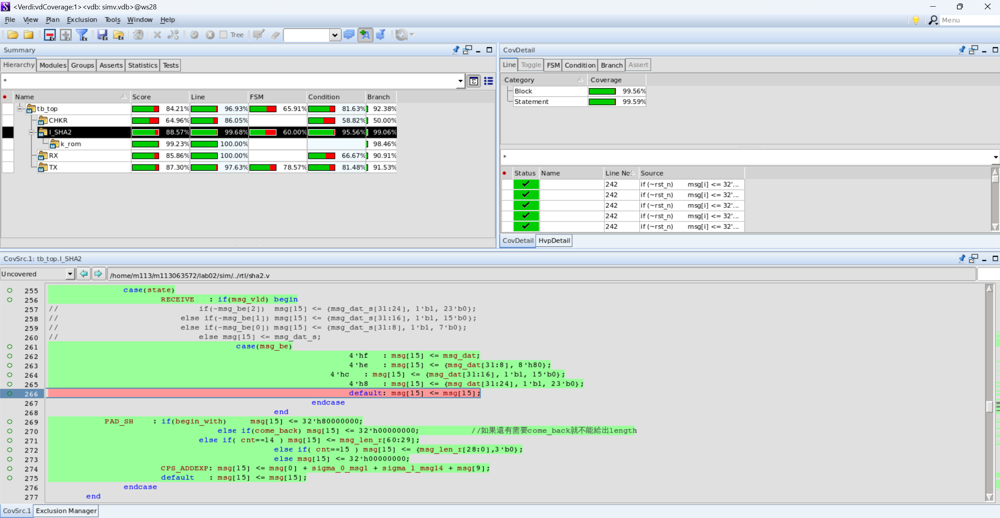 <Verdi:vdCoverage:1><vdb: simv.vdb>@ws28
File View Plan Exclusion Tools Window Help
Menu
Tree
Summary
Hierarchy Modules Groups Asserts Statistics Tests
*
Name Score Line FSM Condition Branch
tb_top 84.21% 96.93% 65.91% 81.63% 92.38%
CHKR 64.96% 86.05% 58.82% 50.00%
I_SHA2 88.57% 99.68% 60.00% 95.56% 99.06%
k_rom 99.23% 100.00% 98.46%
RX 85.86% 100.00% 66.67% 90.91%
TX 87.30% 97.63% 78.57% 81.48% 91.53%
CovDetail
Line Toggle FSM Condition Branch Assert
Category Coverage
Block 99.56%
Statement 99.59%
*
Status Name Line No. Source
242 if (~rst_n) msg[i] <= 32'...
242 if (~rst_n) msg[i] <= 32'...
242 if (~rst_n) msg[i] <= 32'...
242 if (~rst_n) msg[i] <= 32'...
242 if (~rst_n) msg[i] <= 32'...
CovDetail HvpDetail
CovSrc.1: tb_top.I_SHA2
Uncovered /home/m113/m113063572/lab02/sim/../rtl/sha2.v
255 case(state)
256 RECEIVE : if(msg_vld) begin
257 // if(~msg_be[2]) msg[15] <= {msg_dat_s[31:24], 1'b1, 23'b0};
258 // else if(~msg_be[1]) msg[15] <= {msg_dat_s[31:16], 1'b1, 15'b0};
259 // else if(~msg_be[0]) msg[15] <= {msg_dat_s[31:8], 1'b1, 7'b0};
260 // else msg[15] <= msg_dat_s;
261 case(msg_be)
262 4'hf : msg[15] <= msg_dat;
263 4'he : msg[15] <= {msg_dat[31:8], 8'h80};
264 4'hc : msg[15] <= {msg_dat[31:16], 1'b1, 15'b0};
265 4'h8 : msg[15] <= {msg_dat[31:24], 1'b1, 23'b0};
266 default: msg[15] <= msg[15];
267 endcase
268 end
269 PAD_SH : if(begin_with) msg[15] <= 32'h80000000;
270 else if(come_back) msg[15] <= 32'h00000000; //如果還有需要come_back就不能給出length
271 else if( cnt==14 ) msg[15] <= msg_len_r[60:29];
272 else if( cnt==15 ) msg[15] <= {msg_len_r[28:0],3'b0};
273 else msg[15] <= 32'h00000000;
274 CPS_ADDEXP: msg[15] <= msg[0] + sigma_0_msg1 + sigma_1_msg14 + msg[9];
275 default : msg[15] <= msg[15];
276 endcase
277 end
CovSrc.1 Exclusion Manager